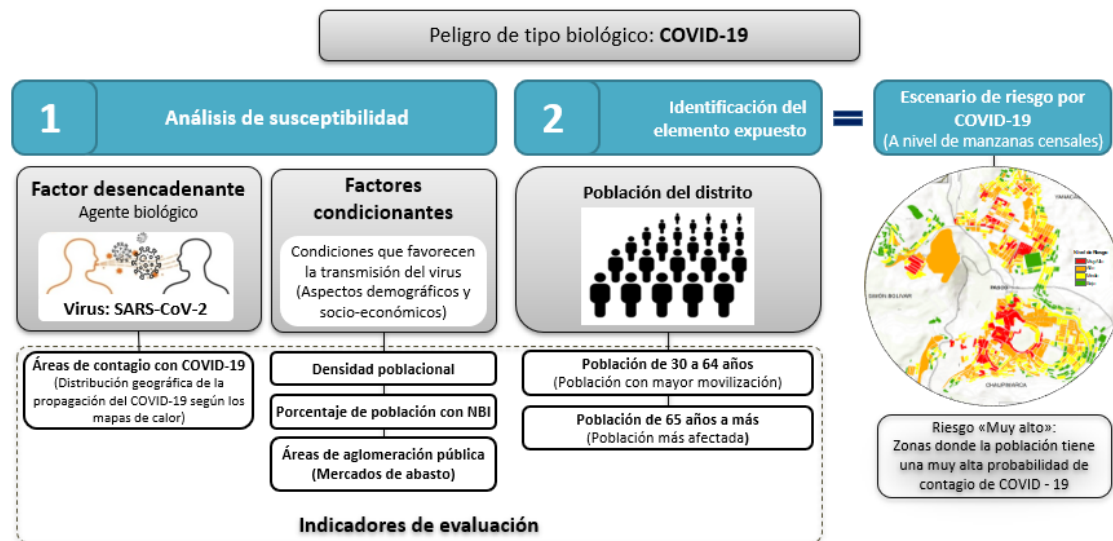 Peligro de tipo biológico: COVID-19
1
Análisis de susceptibilidad
2
Identificación del
elemento expuesto
Escenario de riesgo por
COVID-19
(A nivel de manzanas censales)
Factor desencadenante
Agente biológico
Virus: SARS-CoV-2
Factores
condicionantes
Condiciones que favorecen
la transmisión del virus
(Aspectos demográficos y
socio-económicos)
Población del distrito
Áreas de contagio con COVID-19
(Distribución geográfica de la
propagación del COVID-19 según los
mapas de calor)
Densidad poblacional
Porcentaje de población con NBI
Áreas de aglomeración pública
(Mercados de abasto)
Población de 30 a 64 años
(Población con mayor movilización)
Población de 65 años a más
(Población más afectada)
Indicadores de evaluación
SIMÓN BOLIVAR
CHAUPIMARCA
Riesgo «Muy alto»:
Zonas donde la población tiene
una muy alta probabilidad de
contagio de COVID - 19